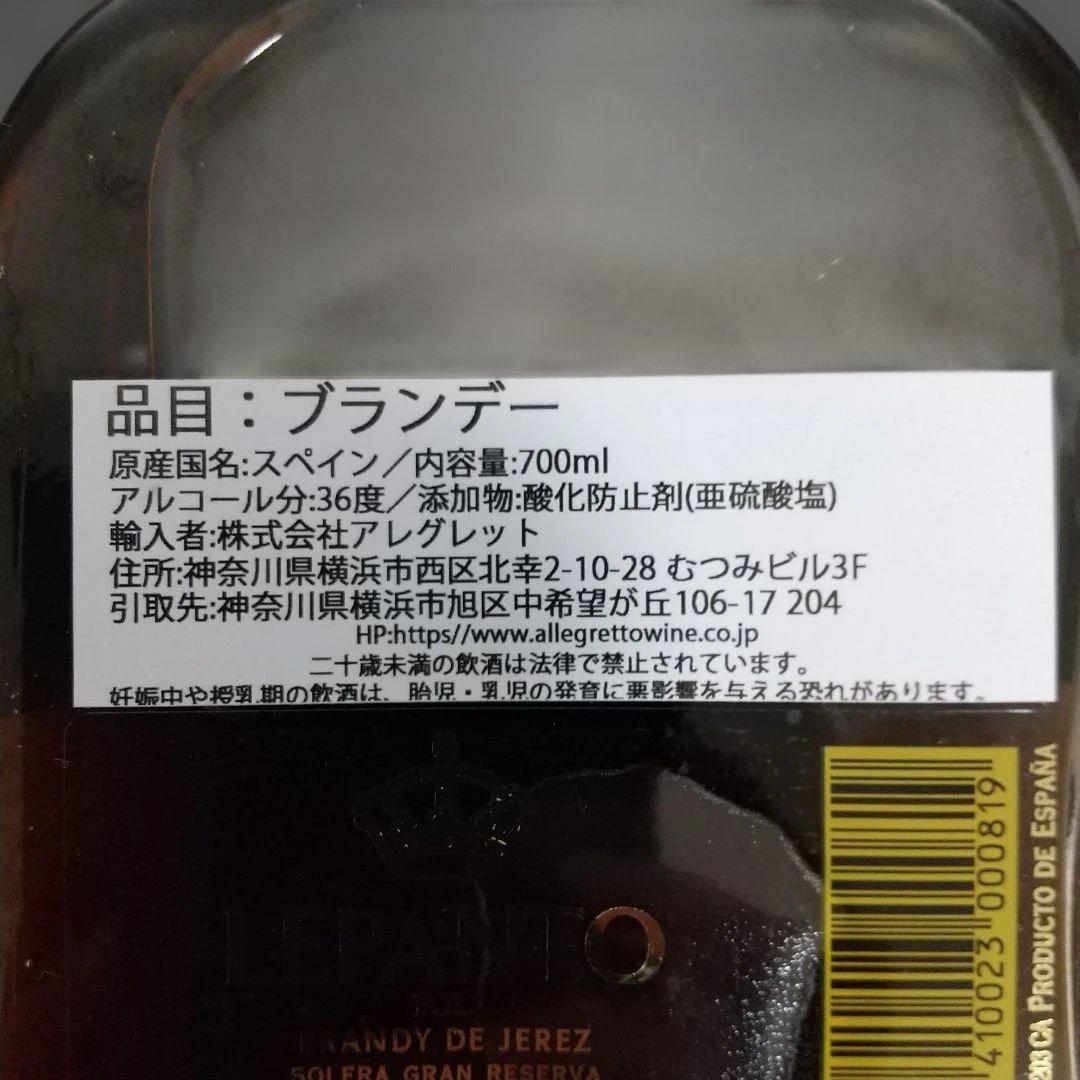 品目：ブランデー
原産国名:スペイン／内容量:700ml
アルコール分:36度／添加物:酸化防止剤(亜硫酸塩)
輸入者:株式会社アレグレット
住所:神奈川県横浜市西区北幸2-10-28 むつみビル3F
引取先:神奈川県横浜市旭区中希望が丘106-17 204
HP:https//www.allegrettowine.co.jp
二十歳未満の飲酒は法律で禁止されています。
妊娠中や授乳期の飲酒は、胎児・乳児の発育に悪影響を与える恐れがあります。
LEPANTO
BRANDY DE JEREZ
SOLERA GRAN RESERVA
410023 000819
PRODUCTO DE ESPAÑA